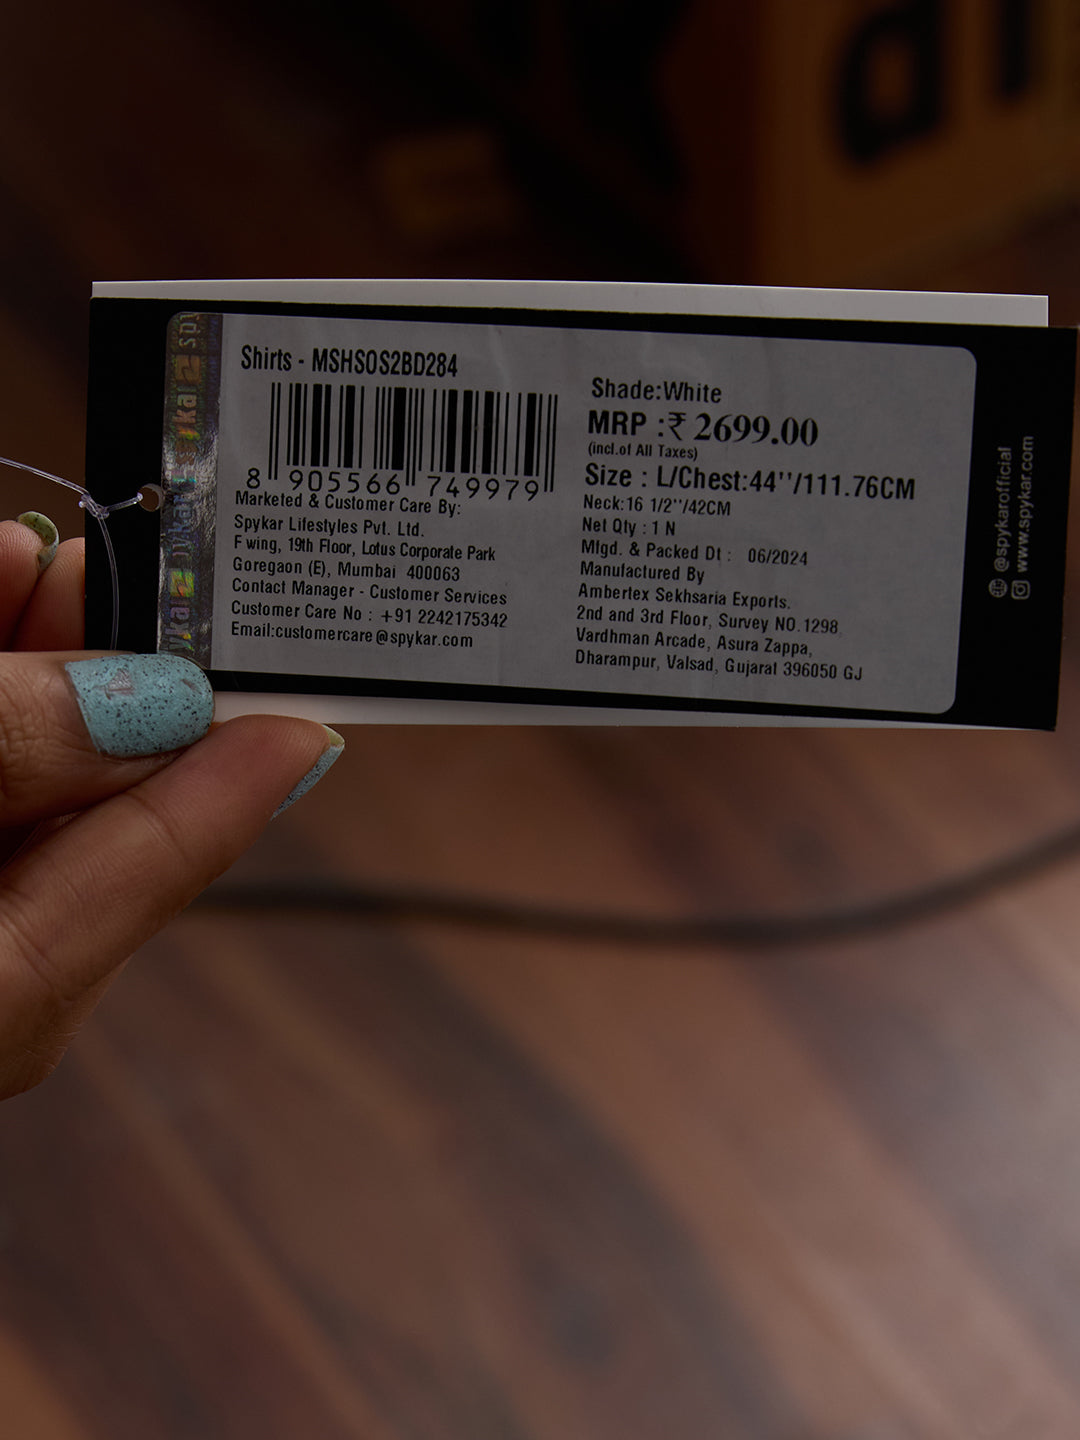 Shirts - MSHSOS2BD284
8 905566 749979
Marketed & Customer Care By:
Spykar Lifestyles Pvt. Ltd.
F wing, 19th Floor, Lotus Corporate Park
Goregaon (E), Mumbai 400063
Contact Manager - Customer Services
Customer Care No : +91 2242175342
Email:customercare@spykar.com
Shade:White
MRP :₹ 2699.00
(incl.of All Taxes)
Size : L/Chest:44''/111.76CM
Neck:16 1/2''/42CM
Net Qty : 1 N
Mfgd. & Packed Dt : 06/2024
Manufactured By
Ambertex Sekhsaria Exports.
2nd and 3rd Floor, Survey NO.1298,
Vardhman Arcade, Asura Zappa,
Dharampur, Valsad, Gujarat 396050 GJ
@spykarofficial
www.spykar.com
spykar